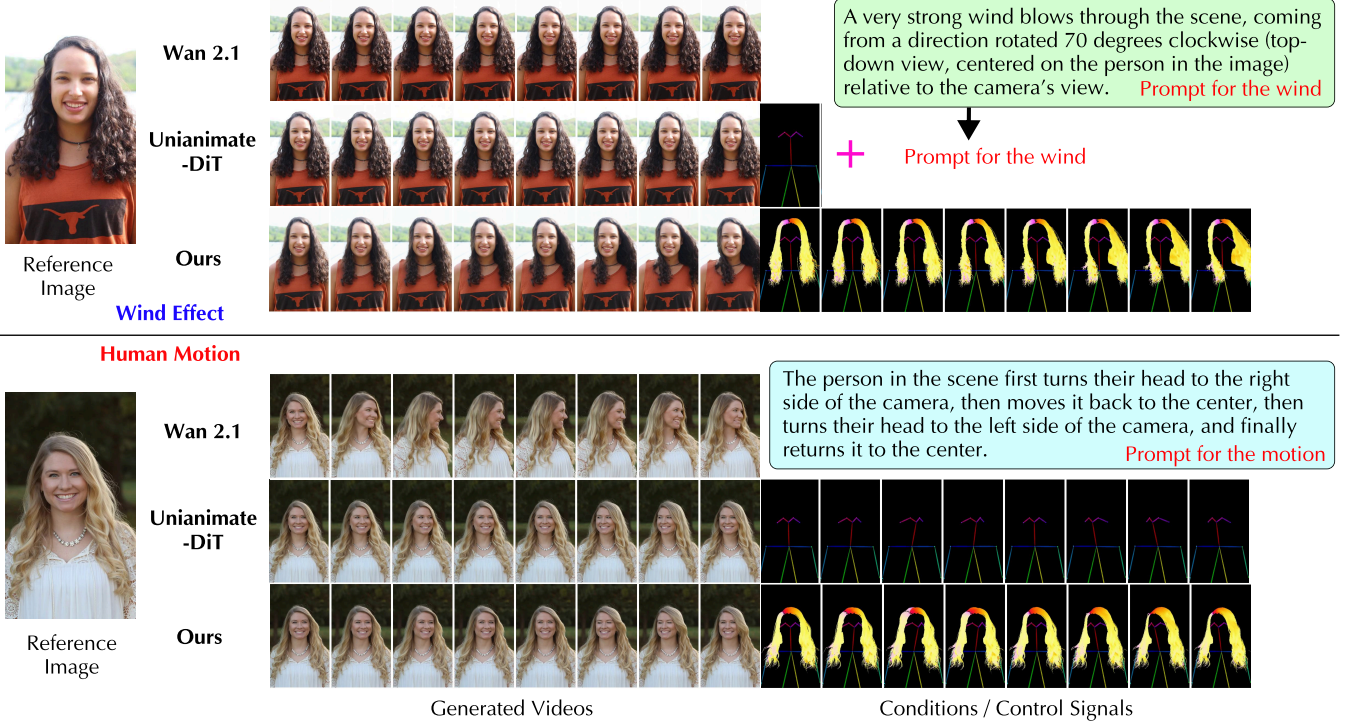 Wan 2.1
A very strong wind blows through the scene, coming
from a direction rotated 70 degrees clockwise (top-
down view, centered on the person in the image)
relative to the camera's view. Prompt for the wind
Unianimate
-DiT
Prompt for the wind
Ours
Reference
Image
Wind Effect
Human Motion
Wan 2.1
The person in the scene first turns their head to the right
side of the camera, then moves it back to the center, then
turns their head to the left side of the camera, and finally
returns it to the center. Prompt for the motion
Unianimate
-DiT
Ours
Reference
Image
Generated Videos
Conditions / Control Signals